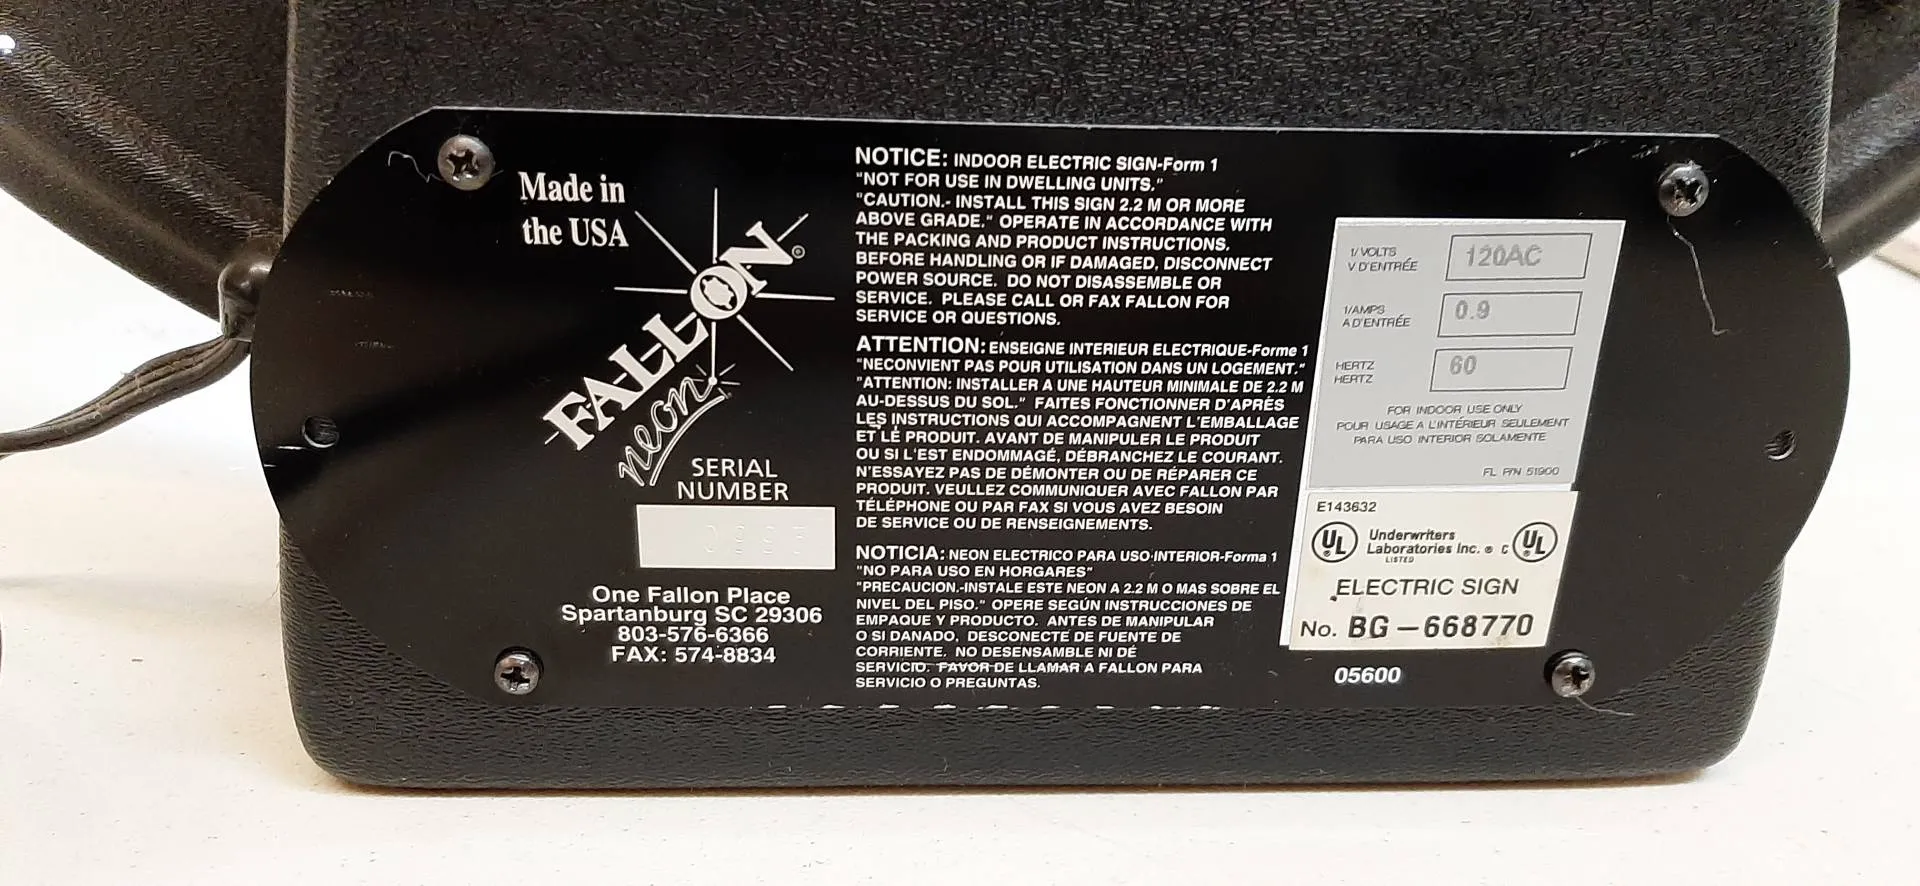 Made in
the USA
FALLON®
neon
SERIAL
NUMBER
One Fallon Place
Spartanburg SC 29306
803-576-6366
FAX: 574-8834
NOTICE: INDOOR ELECTRIC SIGN-Form 1
"NOT FOR USE IN DWELLING UNITS."
"CAUTION.- INSTALL THIS SIGN 2.2 M OR MORE
ABOVE GRADE." OPERATE IN ACCORDANCE WITH
THE PACKING AND PRODUCT INSTRUCTIONS.
BEFORE HANDLING OR IF DAMAGED, DISCONNECT
POWER SOURCE. DO NOT DISASSEMBLE OR
SERVICE. PLEASE CALL OR FAX FALLON FOR
SERVICE OR QUESTIONS.
ATTENTION: ENSEIGNE INTERIEUR ELECTRIQUE-Forme 1
"NECONVIENT PAS POUR UTILISATION DANS UN LOGEMENT."
"ATTENTION: INSTALLER A UNE HAUTEUR MINIMALE DE 2.2 M
AU-DESSUS DU SOL." FAITES FONCTIONNER D'APRÉS
LES INSTRUCTIONS QUI ACCOMPAGNENT L'EMBALLAGE
ET LE PRODUIT. AVANT DE MANIPULER LE PRODUIT
OU SI L'EST ENDOMMAGÉ, DÉBRANCHEZ LE COURANT.
N'ESSAYEZ PAS DE DÉMONTER OU DE RÉPARER CE
PRODUIT. VEULLEZ COMMUNIQUER AVEC FALLON PAR
TÉLÉPHONE OU PAR FAX SI VOUS AVEZ BESOIN
DE SERVICE OU DE RENSEIGNEMENTS.
NOTICIA: NEON ELECTRICO PARA USO INTERIOR-Forma 1
"NO PARA USO EN HORGARES"
"PRECAUCION.-INSTALE ESTE NEON A 2.2 M O MAS SOBRE EL
NIVEL DEL PISO." OPERE SEGÚN INSTRUCCIONES DE
EMPAQUE Y PRODUCTO. ANTES DE MANIPULAR
O SI DANADO, DESCONECTE DE FUENTE DE
CORRIENTE. NO DESENSAMBLE NI DÉ
SERVICIO. FAVOR DE LLAMAR A FALLON PARA
SERVICIO O PREGUNTAS.
1/VOLTS
V D'ENTRÉE
120AC
1/AMPS
A D'ENTRÉE
0.9
HERTZ
HERTZ
60
FOR INDOOR USE ONLY
POUR USAGE A L'INTÉRIEUR SEULEMENT
PARA USO INTERIOR SOLAMENTE
FL P/N 51900
E143632
UL Underwriters
Laboratories Inc. ® C UL
LISTED
ELECTRIC SIGN
No. BG-668770
05600